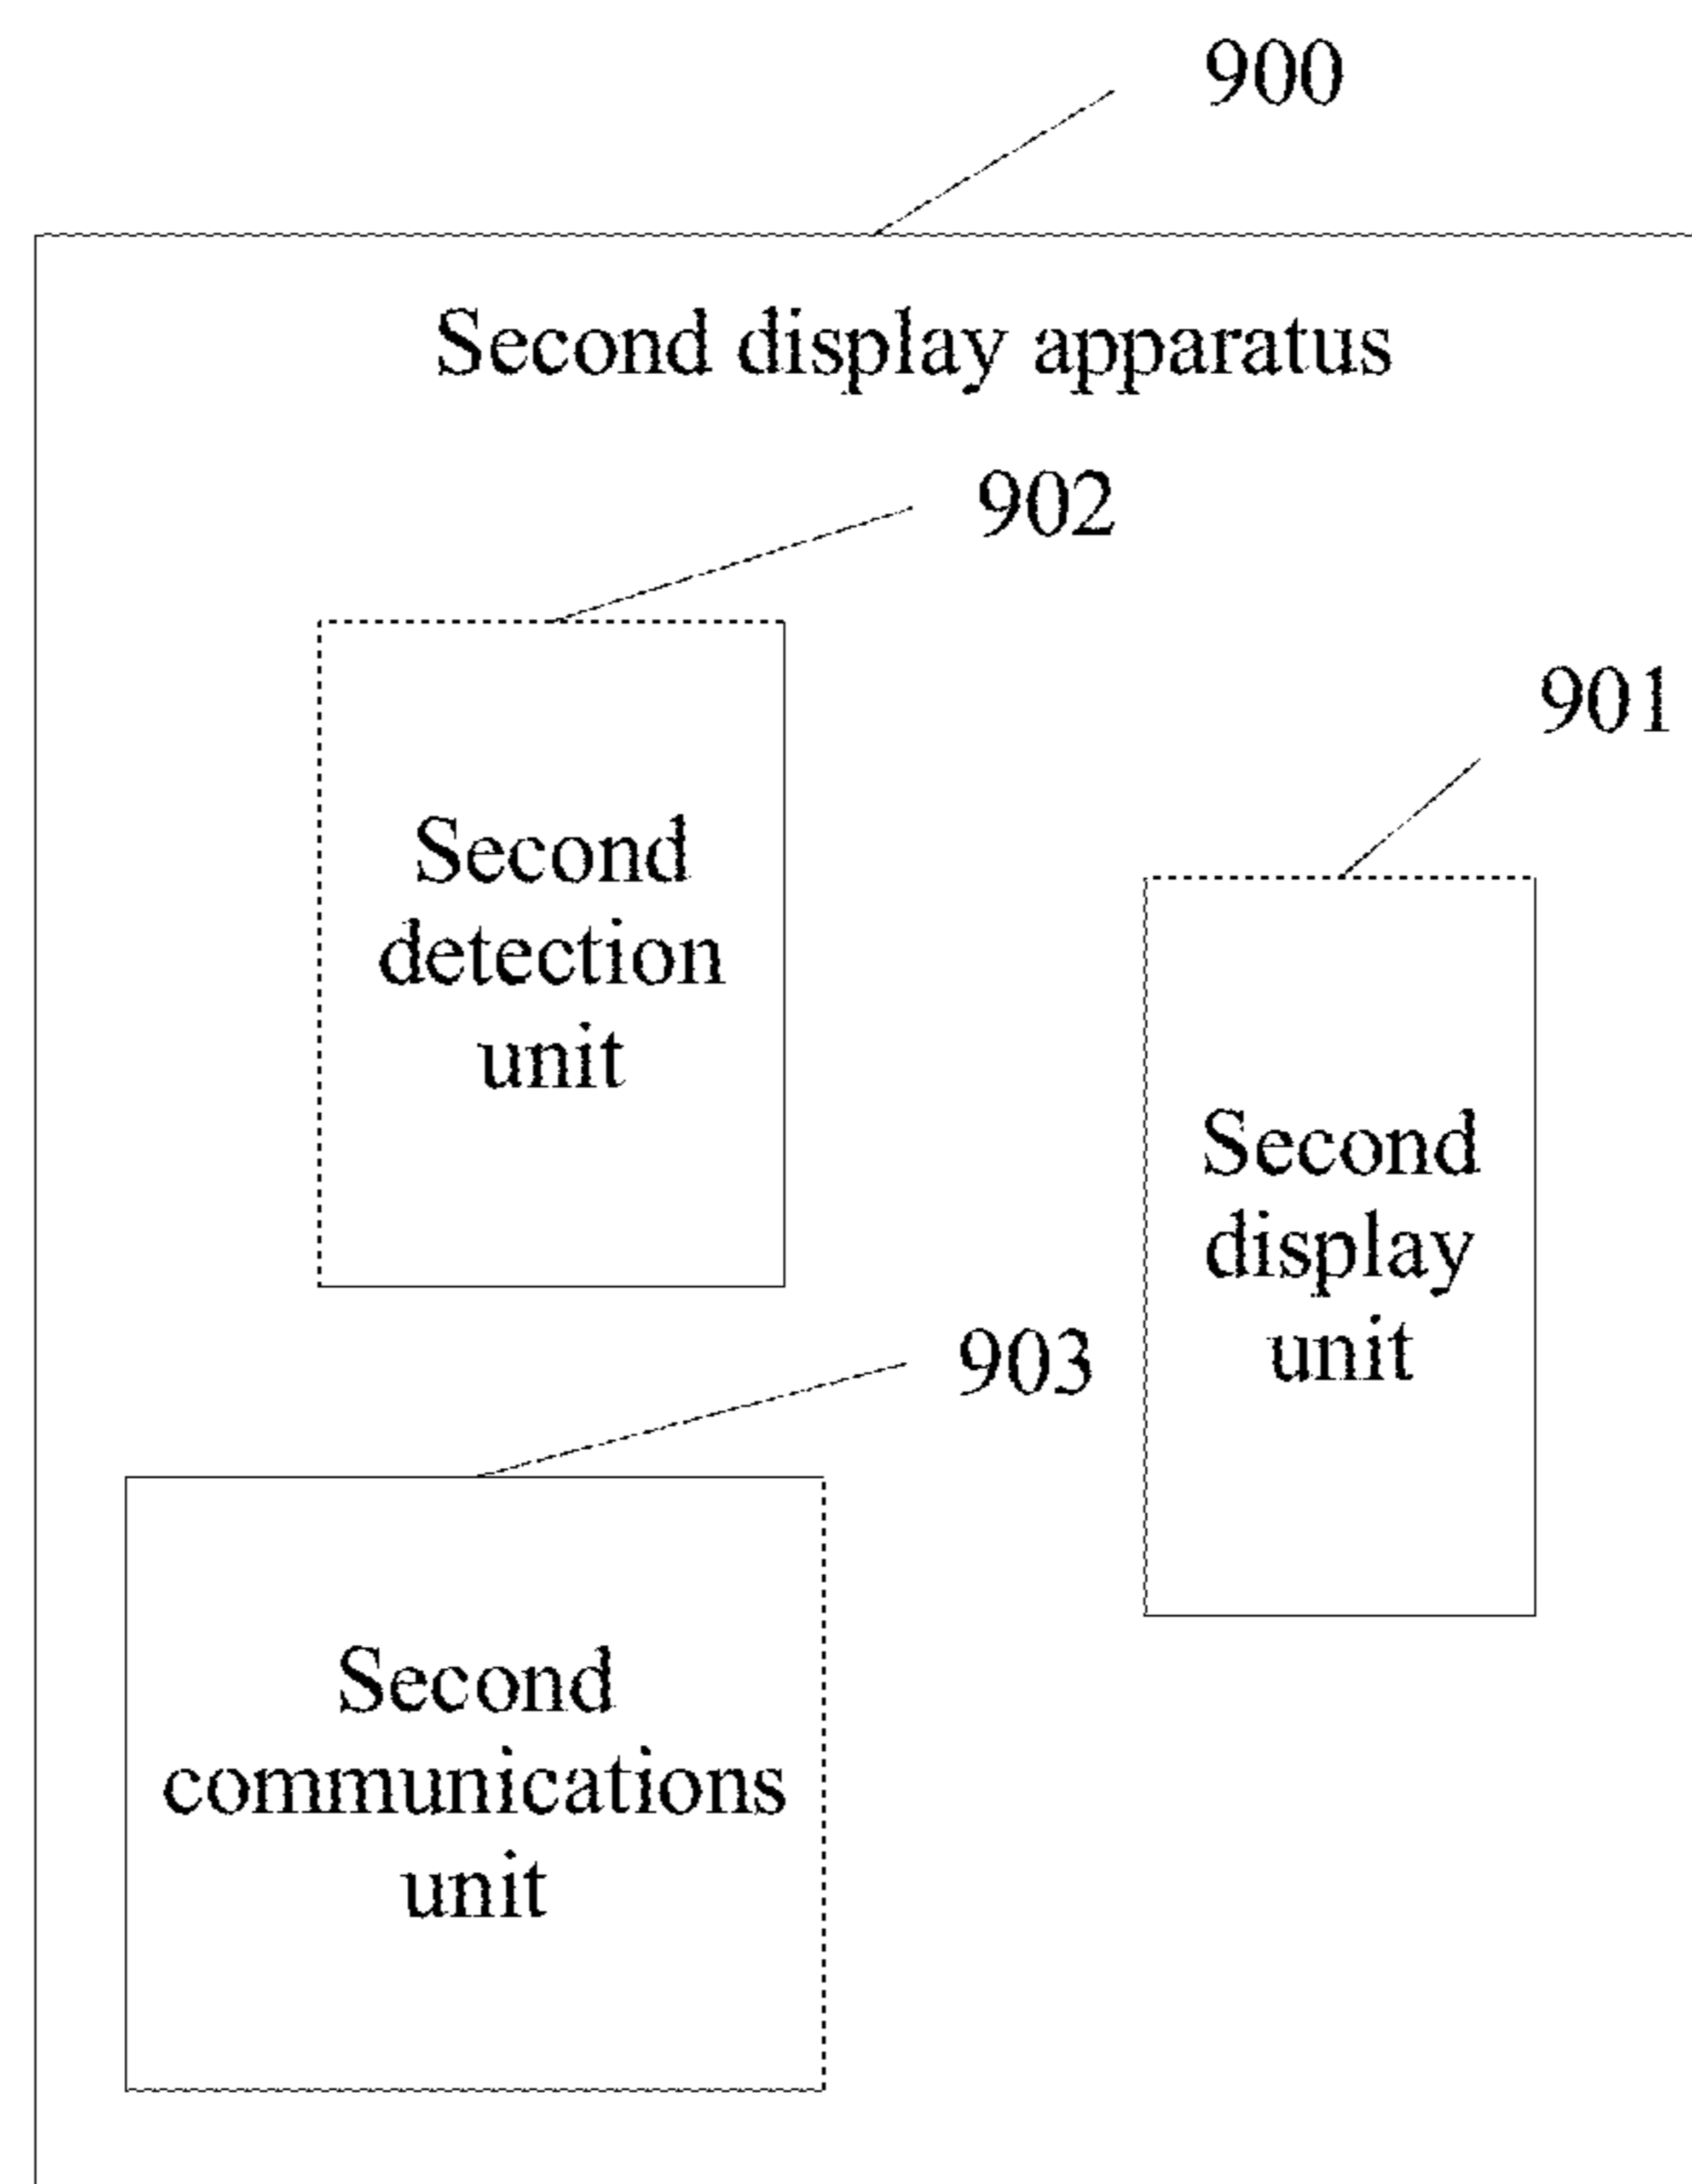 900
Second display apparatus
902
901
Second
detection
unit
Second
display
unit
903
Second
communications
unit